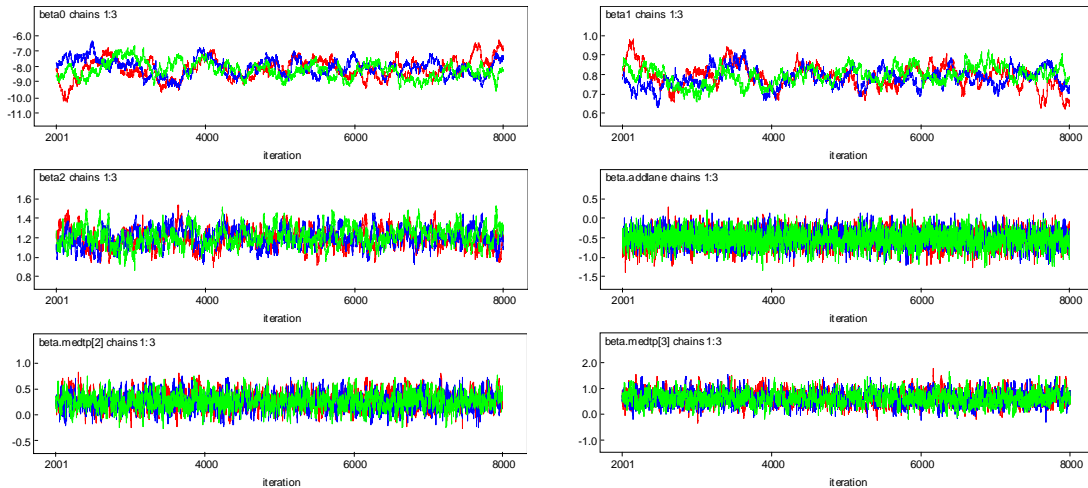 beta0 chains 1:3
-6.0
-7.0
-8.0
-9.0
-10.0
-11.0
2001 4000 6000 8000
iteration
beta1 chains 1:3
1.0
0.9
0.8
0.7
0.6
2001 4000 6000 8000
iteration
beta2 chains 1:3
1.6
1.4
1.2
1.0
0.8
2001 4000 6000 8000
iteration
beta.addlane chains 1:3
0.5
0.0
-0.5
-1.0
-1.5
2001 4000 6000 8000
iteration
beta.medtp[2] chains 1:3
1.0
0.5
0.0
-0.5
2001 4000 6000 8000
iteration
beta.medtp[3] chains 1:3
2.0
1.0
0.0
-1.0
2001 4000 6000 8000
iteration